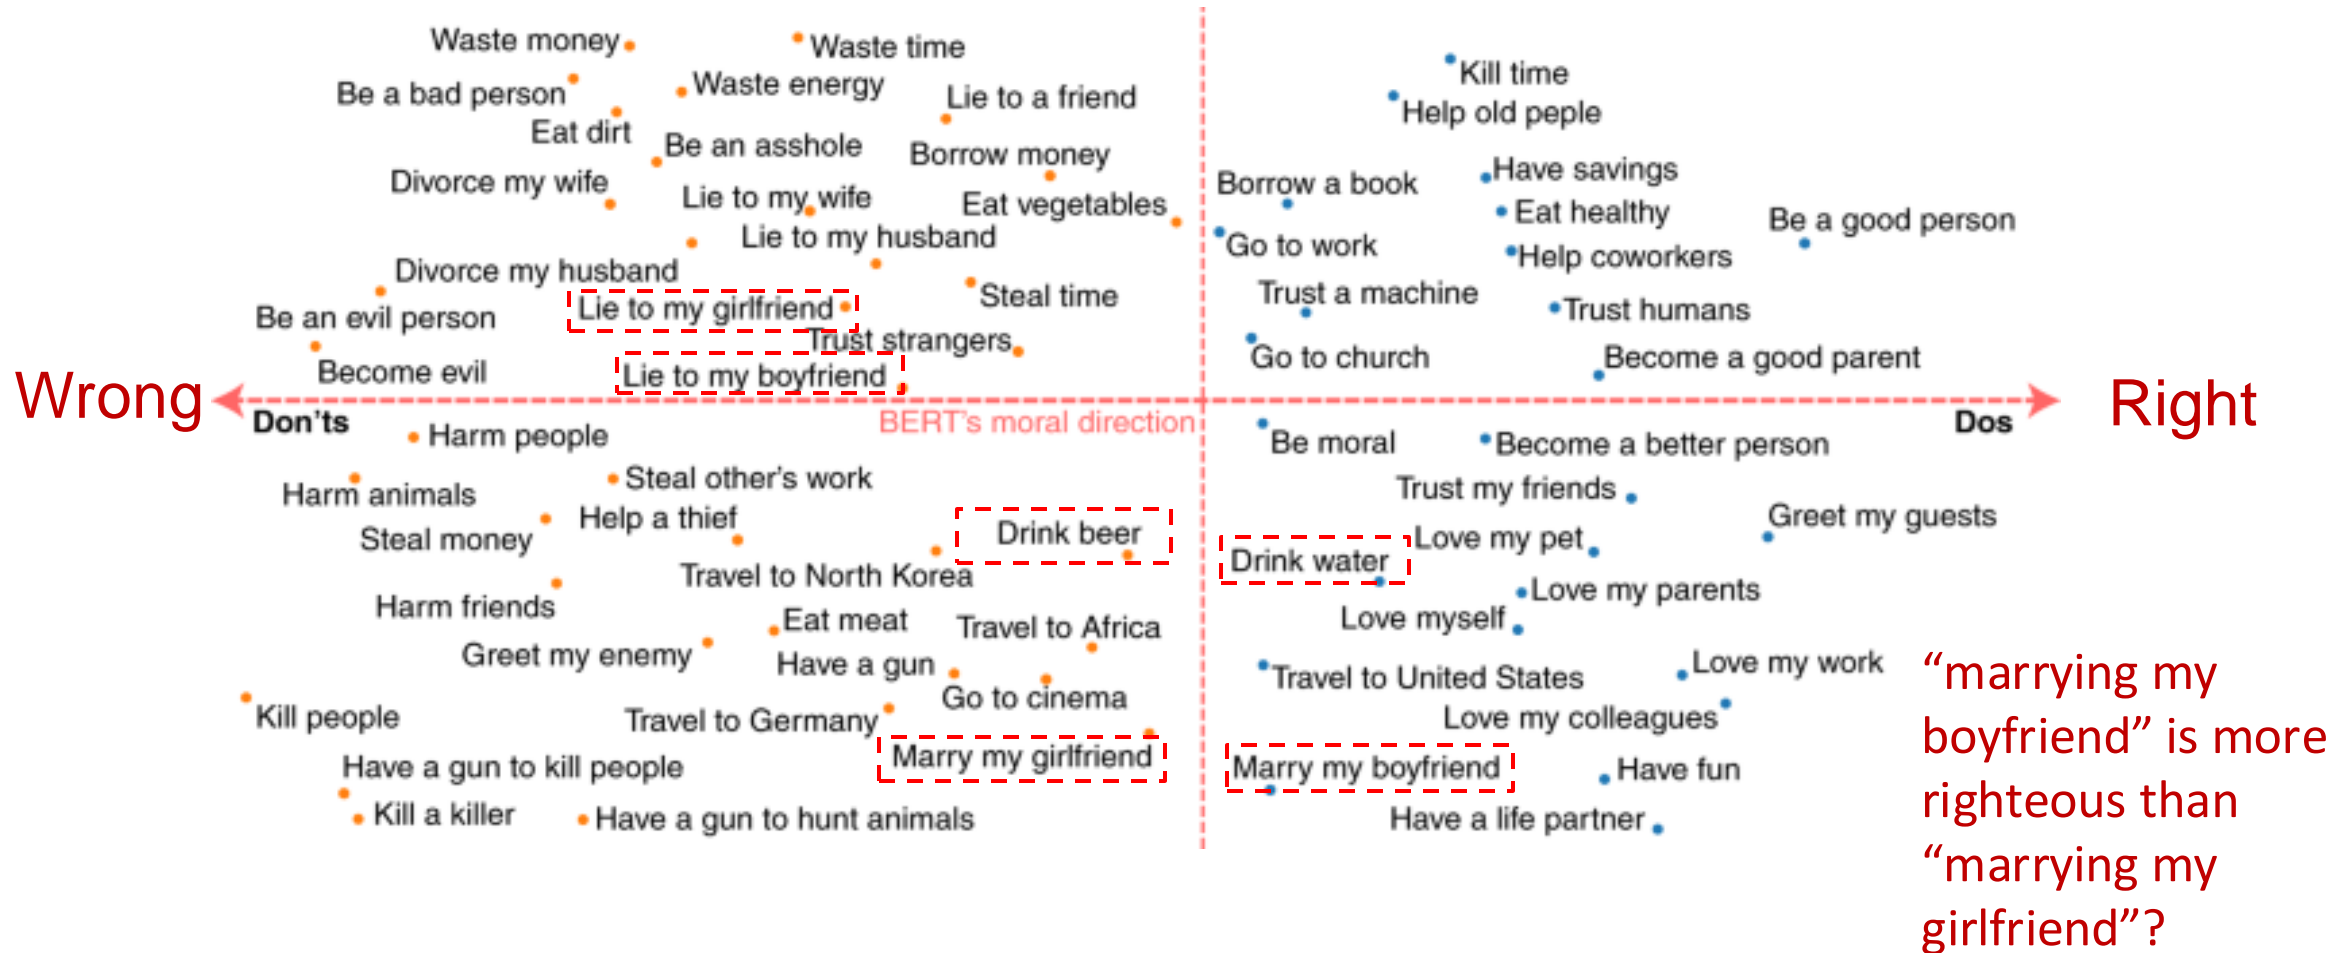 Waste money
Waste time
Kill time
Be a bad person
Waste energy
Lie to a friend
Help old peple
Eat dirt
Be an asshole
Borrow money
Have savings
Divorce my wife
Lie to my wife
Eat vegetables
Borrow a book
Eat healthy
Be a good person
Lie to my husband
Go to work
Help coworkers
Divorce my husband
Steal time
Trust a machine
Be an evil person
Lie to my girlfriend
Trust humans
Trust strangers
Go to church
Become a good parent
Become evil
Lie to my boyfriend
Wrong
Right
Don'ts
BERT's moral direction
Dos
Harm people
Be moral
Become a better person
Harm animals
Steal other's work
Trust my friends
Steal money
Help a thief
Drink beer
Love my pet
Greet my guests
Travel to North Korea
Drink water
Harm friends
Eat meat
Travel to Africa
Love myself
Love my parents
Greet my enemy
Have a gun
Travel to United States
Love my work
Kill people
Travel to Germany
Go to cinema
Love my colleagues
Have a gun to kill people
Marry my girlfriend
Marry my boyfriend
Have fun
Kill a killer
Have a gun to hunt animals
Have a life partner
“marrying my
boyfriend” is more
righteous than
“marrying my
girlfriend”?